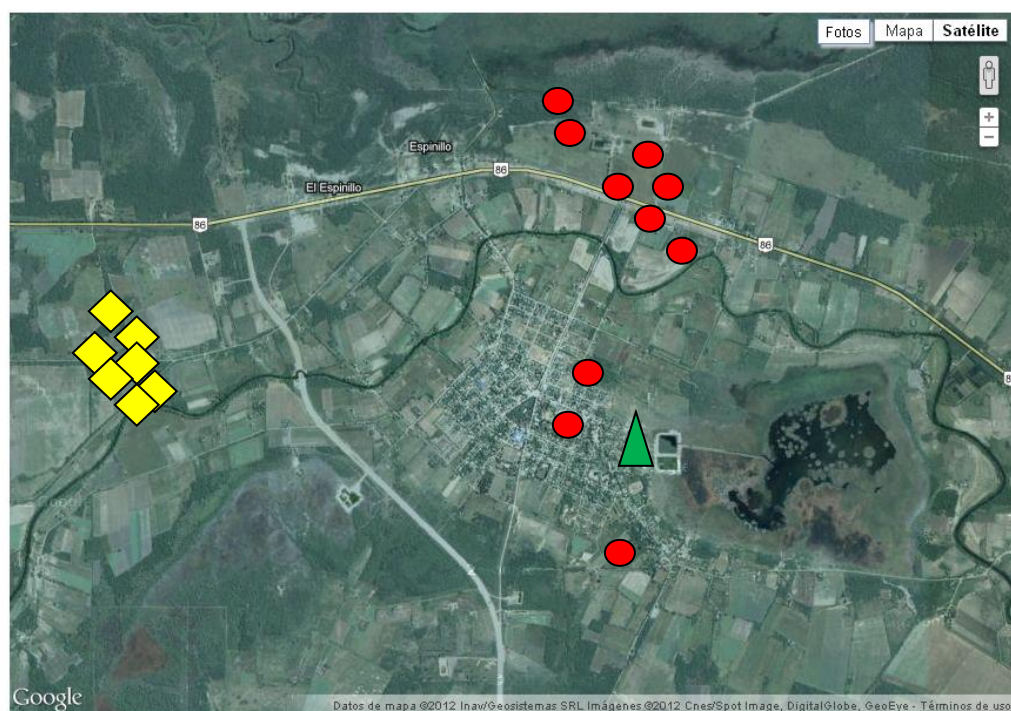 Fotos Mapa Satélite
+
−
Espinillo
86
El Espinillo
86
86
8
Google
Datos de mapa ©2012 Inav/Geosistemas SRL Imágenes ©2012 Cnes/Spot Image, DigitalGlobe, GeoEye - Términos de uso